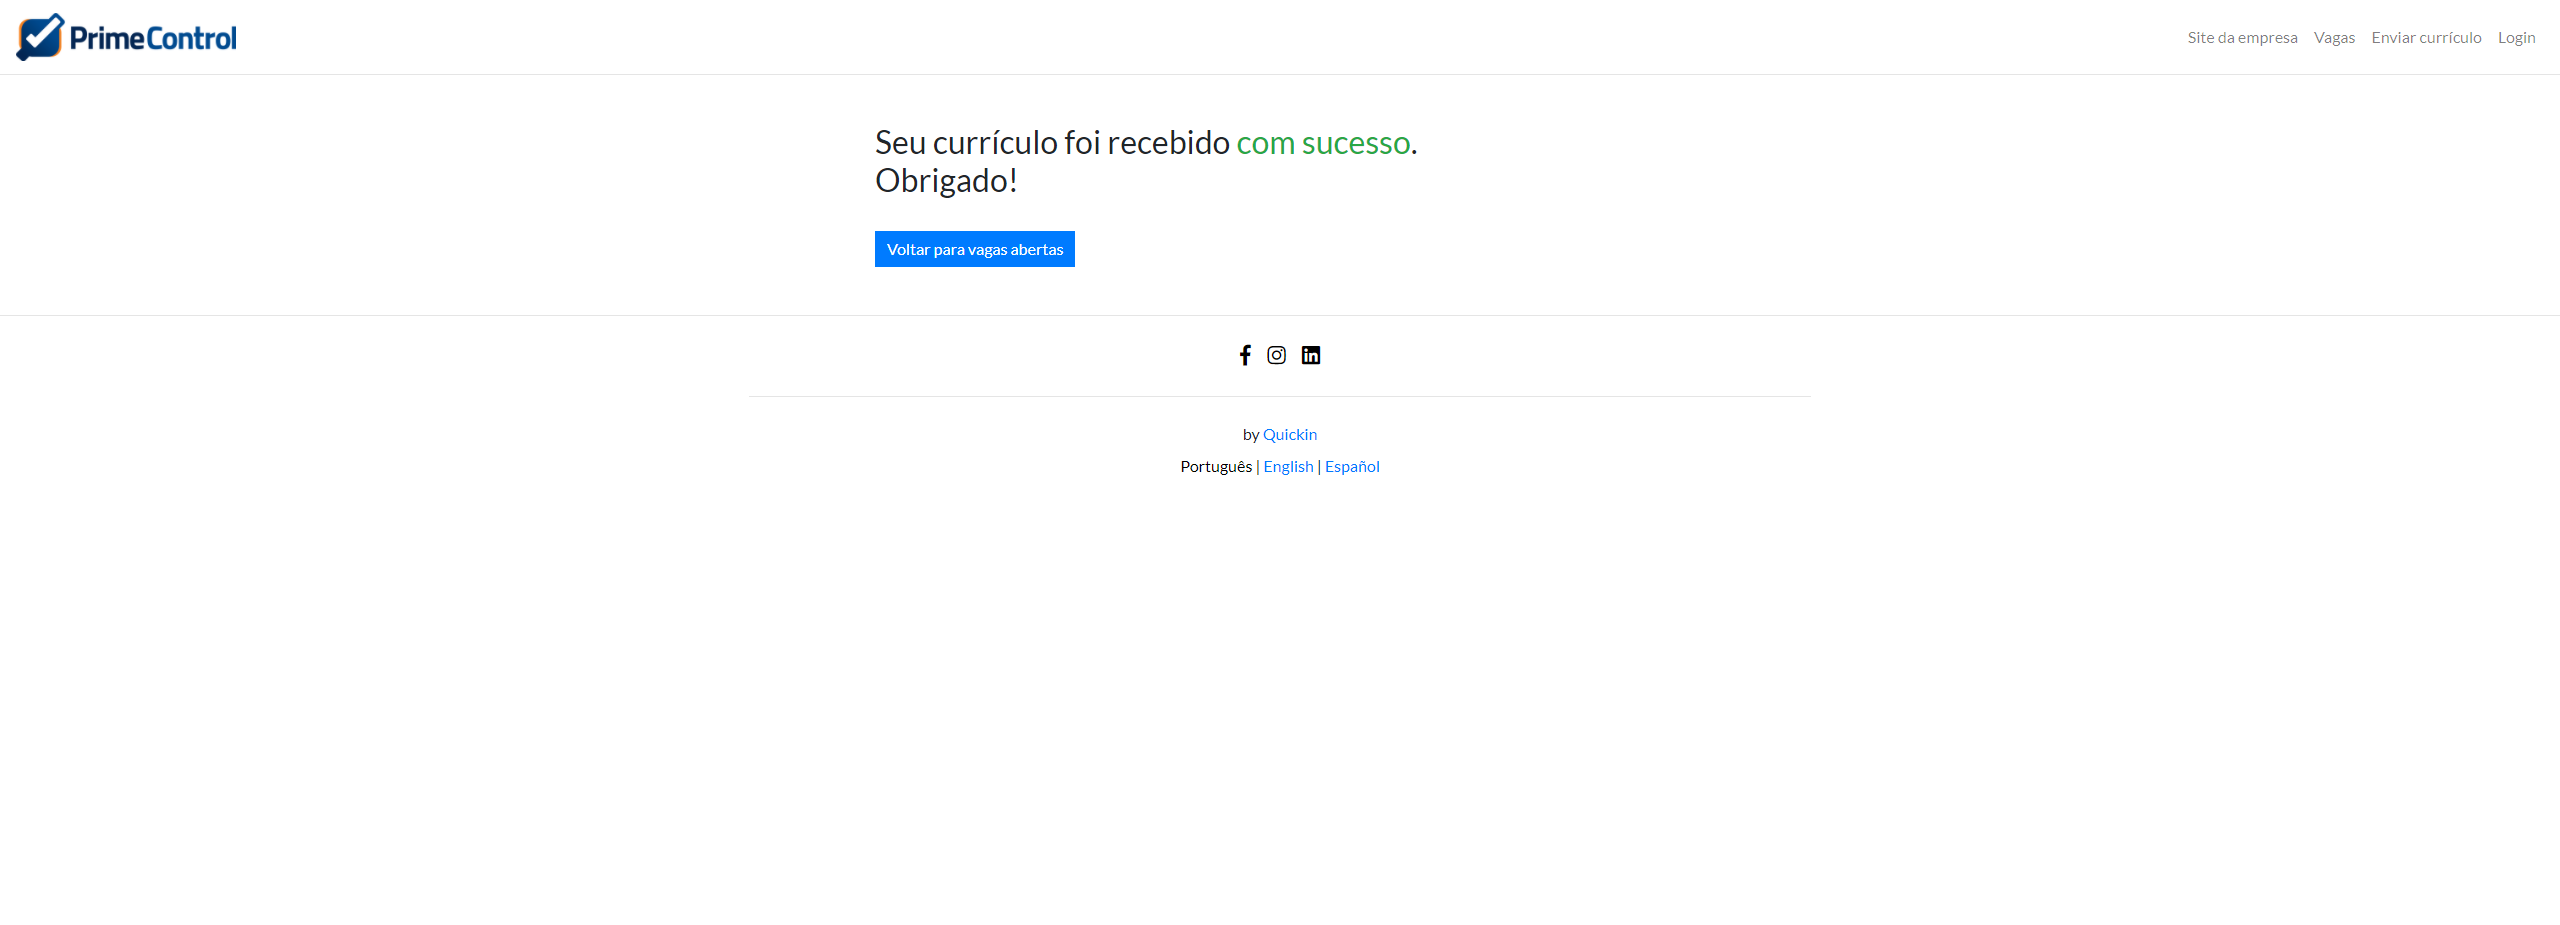 PrimeControl
Site da empresa Vagas Enviar currículo Login
Seu currículo foi recebido com sucesso.
Obrigado!
Voltar para vagas abertas
by Quickin
Português | English | Español